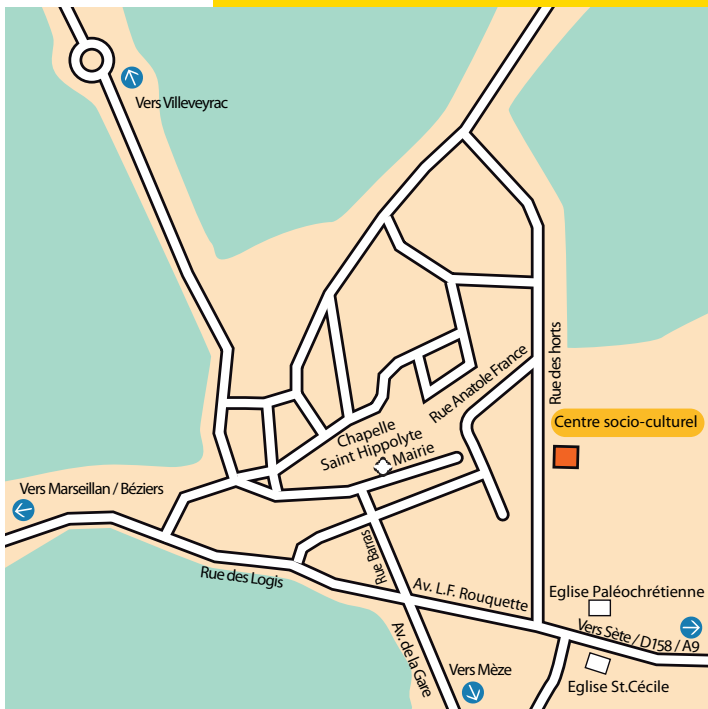 Vers Villeveyrac
Rue des horts
Rue Anatole France
Centre socio-culturel
Chapelle
Saint Hippolyte
Mairie
Vers Marseillan / Béziers
Rue Barras
Rue des Logis
Av. L.F. Rouquette
Eglise Paléochrétienne
Vers Sète / D158 / A9
Av. de la Gare
Vers Mèze
Eglise St.Cécile